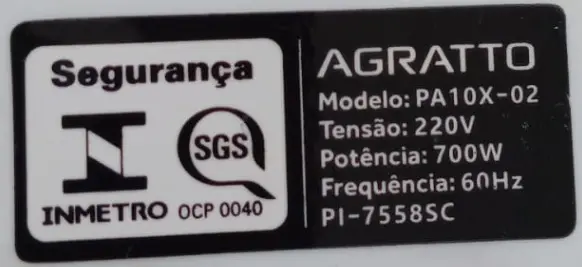 Segurança
SGS
INMETRO OCP 0040
AGRATTO
Modelo: PA10X-02
Tensão: 220V
Potência: 700W
Frequência: 60Hz
PI-7558SC